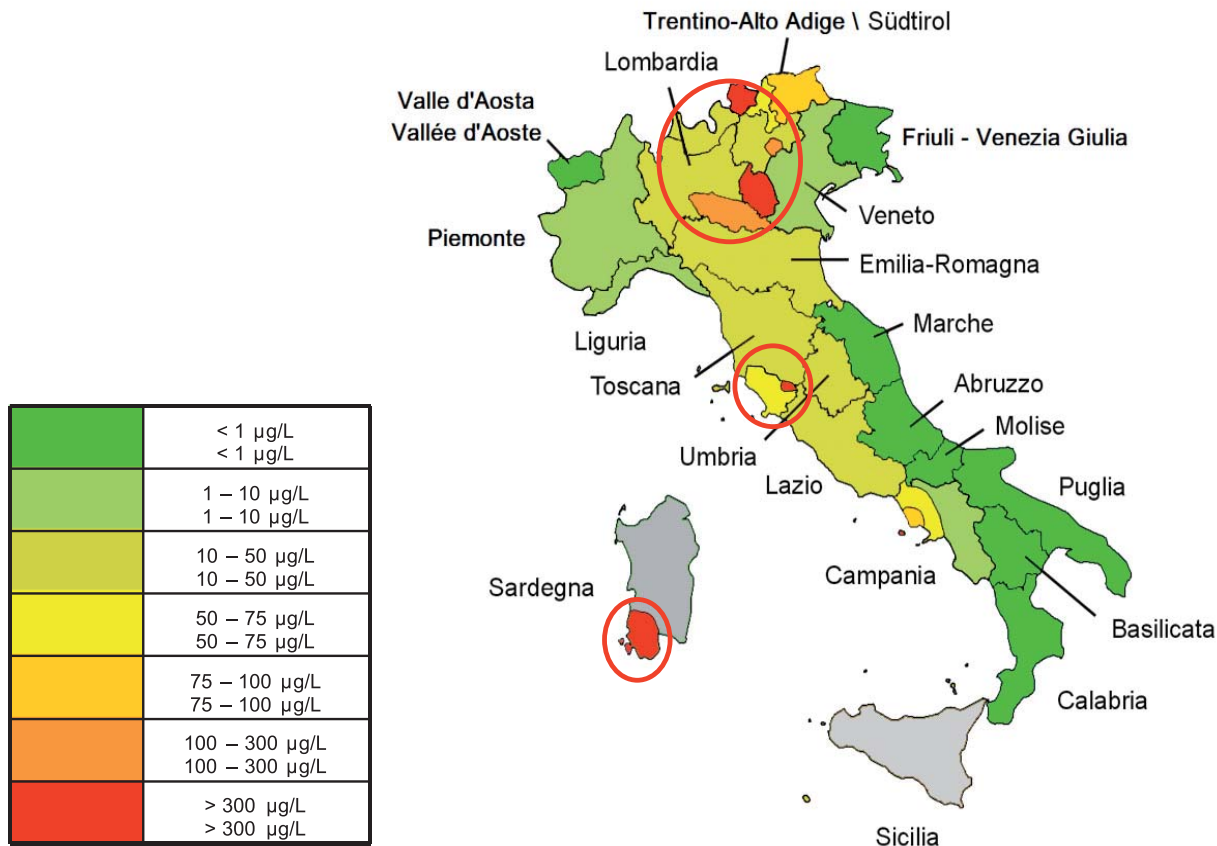 Trentino-Alto Adige \ Südtirol
Lombardia
Valle d'Aosta
Vallée d'Aoste
Friuli - Venezia Giulia
Veneto
Piemonte
Emilia-Romagna
Marche
Liguria
Toscana
Abruzzo
Molise
Umbria
Lazio
Puglia
Sardegna
Campania
Basilicata
Calabria
Sicilia
< 1 µg/L
< 1 µg/L
1 – 10 µg/L
1 – 10 µg/L
10 – 50 µg/L
10 – 50 µg/L
50 – 75 µg/L
50 – 75 µg/L
75 – 100 µg/L
75 – 100 µg/L
100 – 300 µg/L
100 – 300 µg/L
> 300 µg/L
> 300 µg/L